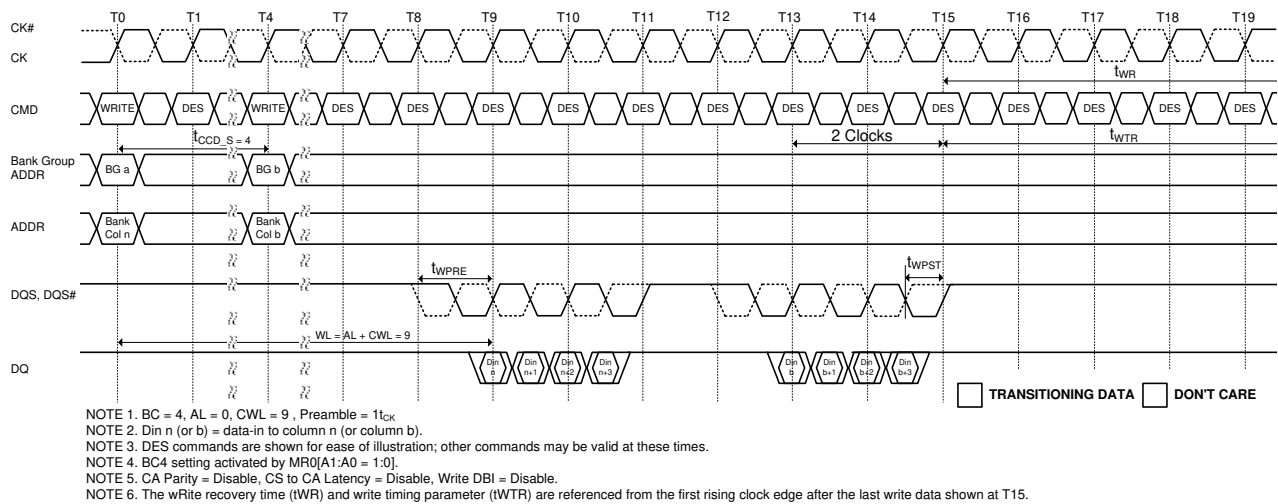 T0 T1 T4 T7 T8 T9 T10 T11 T12 T13 T14 T15 T16 T17 T18 T19
CK#
CK
tWR
CMD WRITE DES WRITE DES DES DES DES DES DES DES DES DES DES DES DES DES
tCCD_S = 4 2 Clocks tWTR
Bank Group
ADDR BG a BG b
ADDR Bank Col n Bank Col b
tWPRE tWPST
DQS, DQS#
WL = AL + CWL = 9
DQ Din n Din n+1 Din n+2 Din n+3 Din b Din b+1 Din b+2 Din b+3
TRANSITIONING DATA DON'T CARE
NOTE 1. BC = 4, AL = 0, CWL = 9 , Preamble = 1tCK
NOTE 2. Din n (or b) = data-in to column n (or column b).
NOTE 3. DES commands are shown for ease of illustration; other commands may be valid at these times.
NOTE 4. BC4 setting activated by MR0[A1:A0 = 1:0].
NOTE 5. CA Parity = Disable, CS to CA Latency = Disable, Write DBI = Disable.
NOTE 6. The wRite recovery time (tWR) and write timing parameter (tWTR) are referenced from the first rising clock edge after the last write data shown at T15.